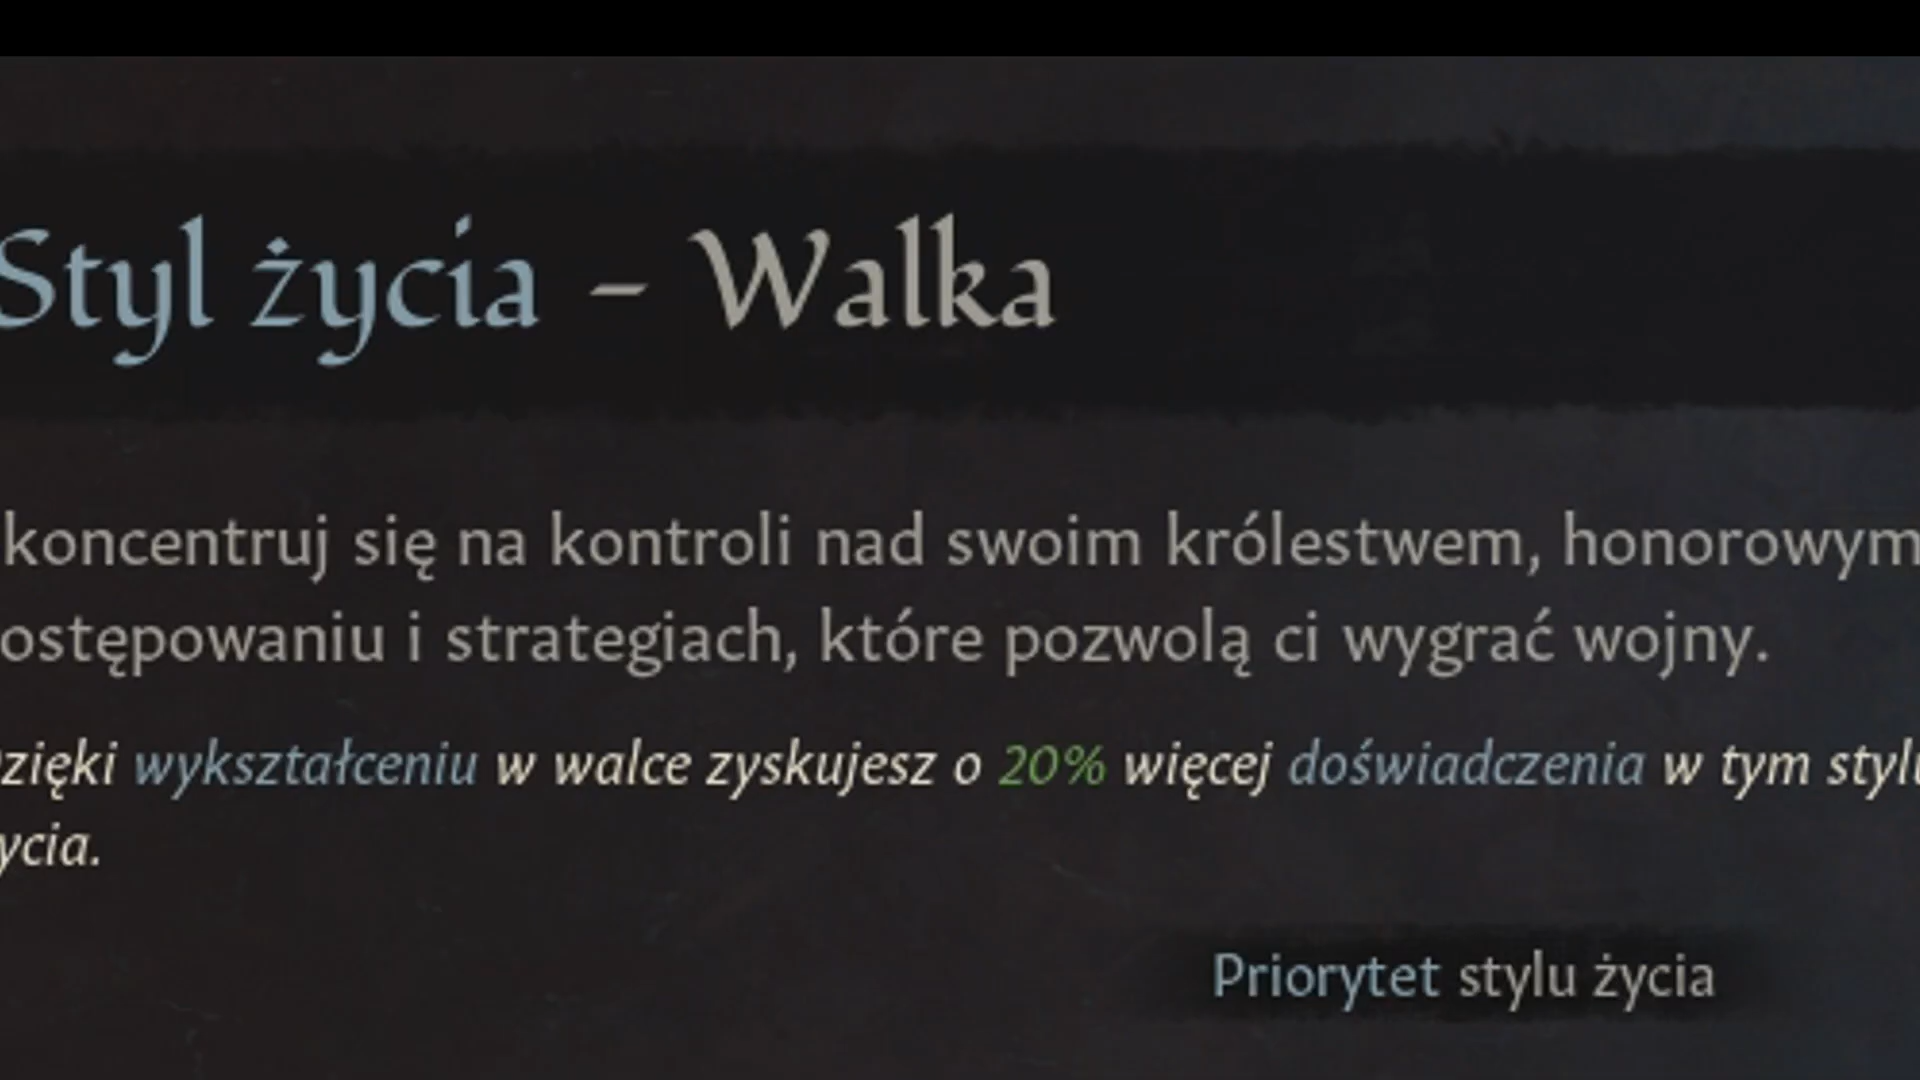 Styl życia – Walka
koncentruj się na kontroli nad swoim królestwem, honorowym
ostępowaniu i strategiach, które pozwolą ci wygrać wojny.
zięki wykształceniu w walce zyskujesz o 20% więcej doświadczenia w tym stylu
ycia.
Priorytet stylu życia